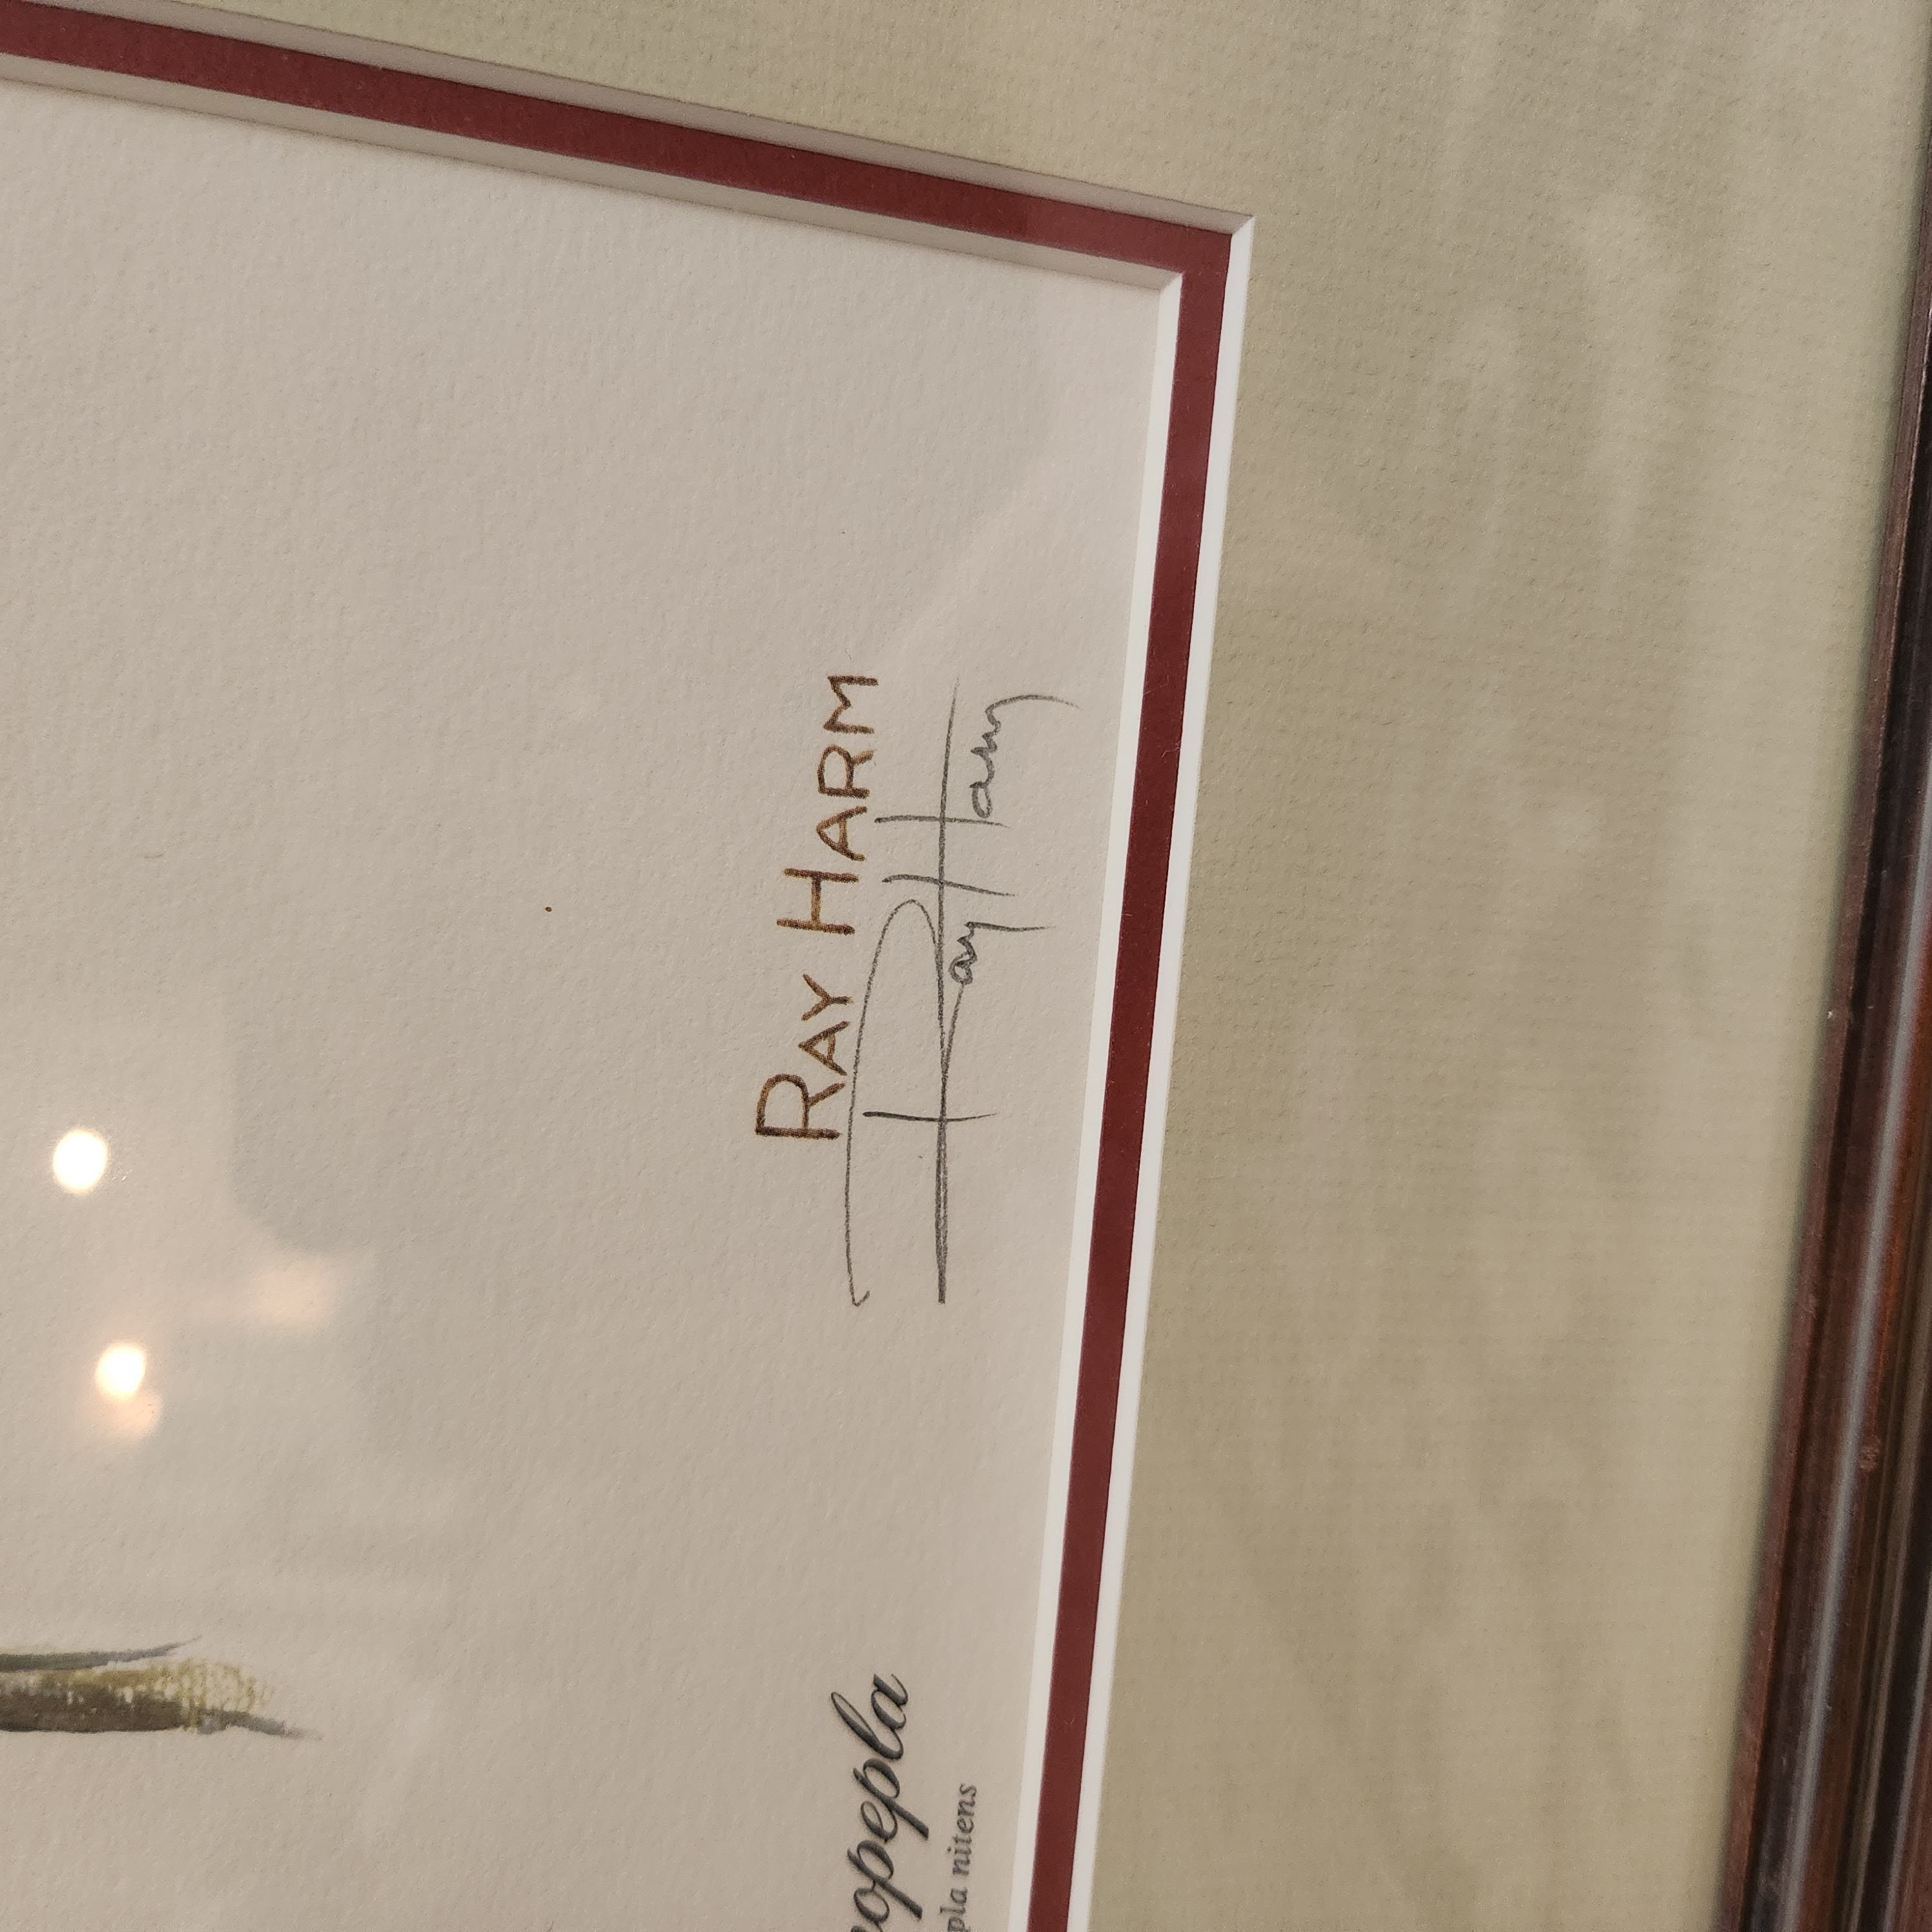 RAY HARM
Ray Harm
opepla
pla nitens